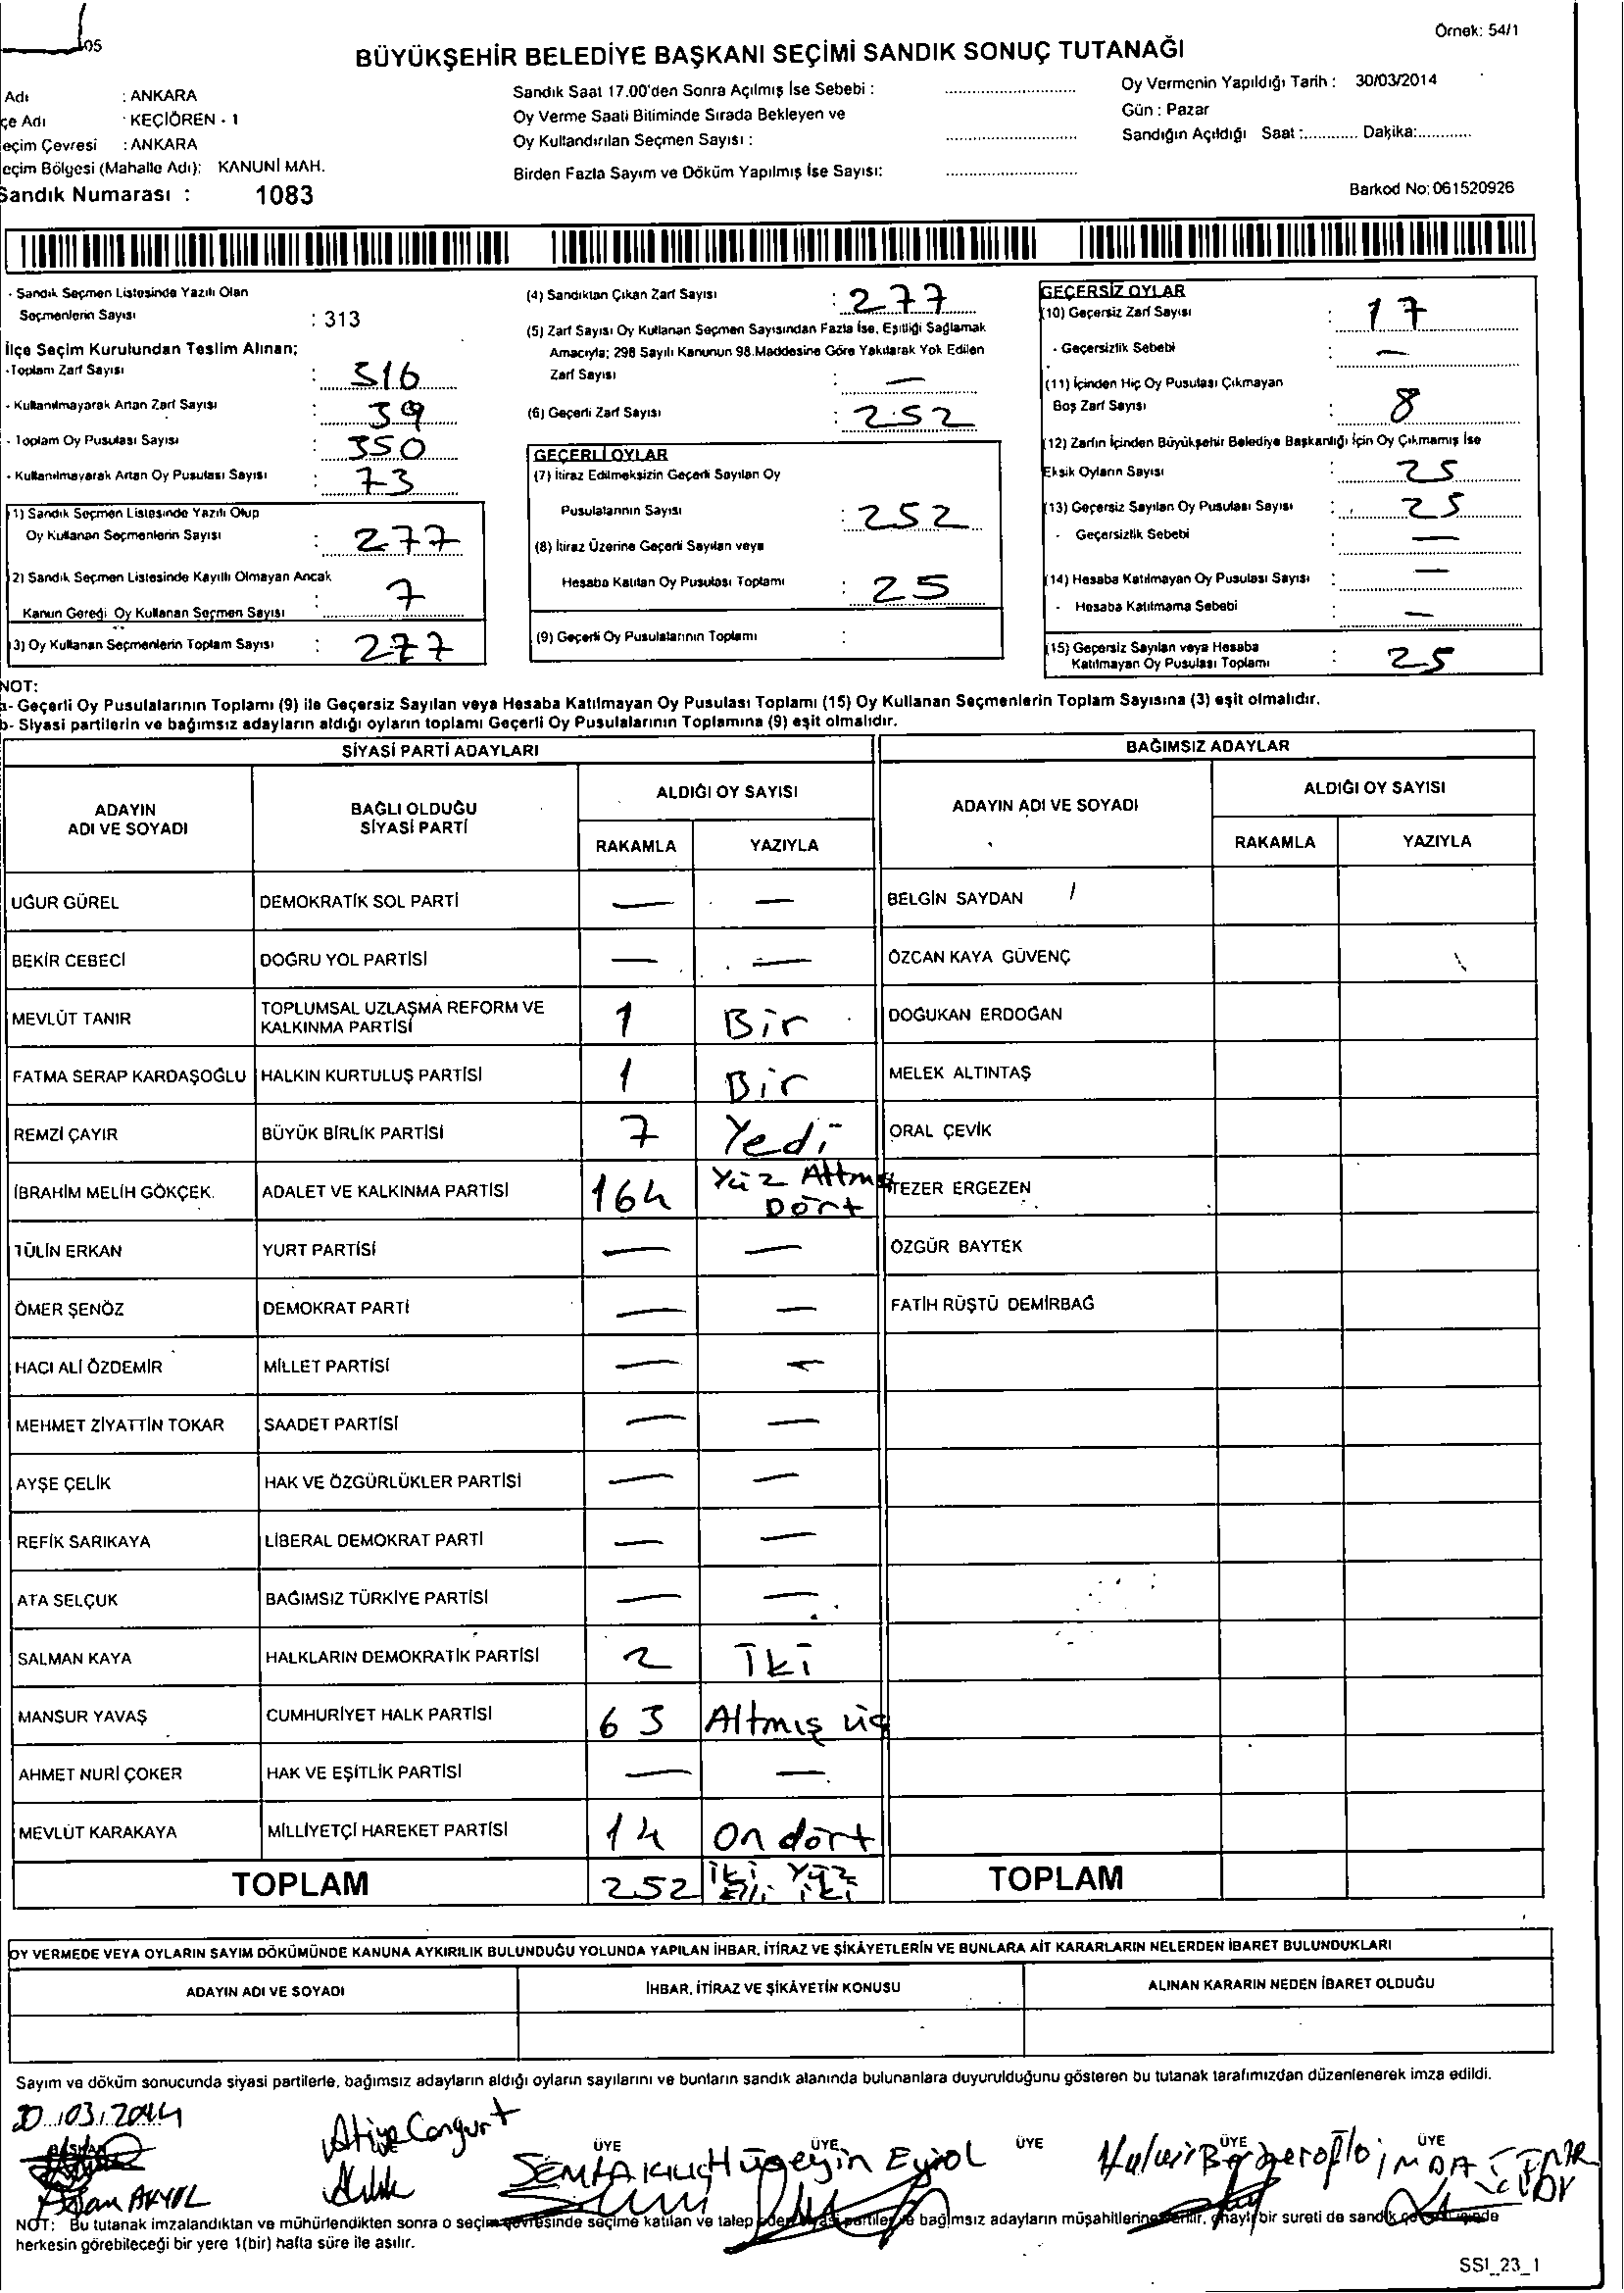 05
Örnek: 54/1
BÜYÜKŞEHİR BELEDİYE BAŞKANI SEÇİMİ SANDIK SONUÇ TUTANAĞI
Adı : ANKARA
çe Adı : KEÇİÖREN - 1
eçim Çevresi : ANKARA
eçim Bölgesi (Mahalle Adı): KANUNİ MAH.
Sandık Numarası : 1083
Sandık Saat 17.00'den Sonra Açılmış İse Sebebi :
Oy Verme Saati Bitiminde Sırada Bekleyen ve
Oy Kullandırılan Seçmen Sayısı :
Birden Fazla Sayım ve Döküm Yapılmış İse Sayısı:
Oy Vermenin Yapıldığı Tarih : 30/03/2014
Gün : Pazar
Sandığın Açıldığı Saat :........... Dakika:...........
Barkod No: 061520926
- Sandık Seçmen Listesinde Yazılı Olan
Seçmenlerin Sayısı : 313
İlçe Seçim Kurulundan Teslim Alınan;
-Toplam Zarf Sayısı : 316
- Kullanılmayarak Artan Zarf Sayısı : 39
- Toplam Oy Pusulası Sayısı : 350
- Kullanılmayarak Artan Oy Pusulası Sayısı : 73
1) Sandık Seçmen Listesinde Yazılı Olup
Oy Kullanan Seçmenlerin Sayısı : 277
2) Sandık Seçmen Listesinde Kayıtlı Olmayan Ancak
Kanun Gereği Oy Kullanan Seçmen Sayısı : 7
3) Oy Kullanan Seçmenlerin Toplam Sayısı : 277
(4) Sandıktan Çıkan Zarf Sayısı : 277
(5) Zarf Sayısı Oy Kullanan Seçmen Sayısından Fazla İse, Eşitliği Sağlamak
Amacıyla; 298 Sayılı Kanunun 98.Maddesine Göre Yakılarak Yok Edilen
Zarf Sayısı : —
(6) Geçerli Zarf Sayısı : 252
GEÇERLİ OYLAR
(7) İtiraz Edilmeksizin Geçerli Sayılan Oy
Pusulalarının Sayısı : 252
(8) İtiraz Üzerine Geçerli Sayılan veya
Hesaba Katılan Oy Pusulası Toplamı : 25
(9) Geçerli Oy Pusulalarının Toplamı :
GEÇERSİZ OYLAR
(10) Geçersiz Zarf Sayısı : 17
- Geçersizlik Sebebi : —
(11) İçinden Hiç Oy Pusulası Çıkmayan
Boş Zarf Sayısı : 8
(12) Zarfın İçinden Büyükşehir Belediye Başkanlığı İçin Oy Çıkmamış İse
Eksik Oyların Sayısı : 25
(13) Geçersiz Sayılan Oy Pusulası Sayısı : 25
- Geçersizlik Sebebi : —
(14) Hesaba Katılmayan Oy Pusulası Sayısı : —
- Hesaba Katılmama Sebebi : —
15) Geçersiz Sayılan veya Hesaba
Katılmayan Oy Pusulası Toplamı : 25
NOT:
a- Geçerli Oy Pusulalarının Toplamı (9) ile Geçersiz Sayılan veya Hesaba Katılmayan Oy Pusulası Toplamı (15) Oy Kullanan Seçmenlerin Toplam Sayısına (3) eşit olmalıdır.
b- Siyasi partilerin ve bağımsız adayların aldığı oyların toplamı Geçerli Oy Pusulalarının Toplamına (9) eşit olmalıdır.
SİYASİ PARTİ ADAYLARI BAĞIMSIZ ADAYLAR
ADAYIN ADI VE SOYADI BAĞLI OLDUĞU SİYASİ PARTİ ALDIĞI OY SAYISI ADAYIN ADI VE SOYADI ALDIĞI OY SAYISI
RAKAMLA YAZIYLA RAKAMLA YAZIYLA
UĞUR GÜREL DEMOKRATİK SOL PARTİ — — BELGİN SAYDAN
BEKİR CEBECİ DOĞRU YOL PARTİSİ — — ÖZCAN KAYA GÜVENÇ
MEVLÜT TANIR TOPLUMSAL UZLAŞMA REFORM VE KALKINMA PARTİSİ 1 Bir DOĞUKAN ERDOĞAN
FATMA SERAP KARDAŞOĞLU HALKIN KURTULUŞ PARTİSİ 1 Bir MELEK ALTINTAŞ
REMZİ ÇAYIR BÜYÜK BİRLİK PARTİSİ 7 Yedi ORAL ÇEVİK
İBRAHİM MELİH GÖKÇEK. ADALET VE KALKINMA PARTİSİ 164 Yüz Altmış Dört TEZER ERGEZEN
TÜLİN ERKAN YURT PARTİSİ — — ÖZGÜR BAYTEK
ÖMER ŞENÖZ DEMOKRAT PARTİ — — FATİH RÜŞTÜ DEMİRBAĞ
HACI ALİ ÖZDEMİR MİLLET PARTİSİ — —
MEHMET ZİYATTİN TOKAR SAADET PARTİSİ — —
AYŞE ÇELİK HAK VE ÖZGÜRLÜKLER PARTİSİ — —
REFİK SARIKAYA LİBERAL DEMOKRAT PARTİ — —
ATA SELÇUK BAĞIMSIZ TÜRKİYE PARTİSİ — —
SALMAN KAYA HALKLARIN DEMOKRATİK PARTİSİ 2 İki
MANSUR YAVAŞ CUMHURİYET HALK PARTİSİ 63 Altmış üç
AHMET NURİ ÇOKER HAK VE EŞİTLİK PARTİSİ — —
MEVLÜT KARAKAYA MİLLİYETÇİ HAREKET PARTİSİ 14 On dört
TOPLAM 252 İki Yüz Elli iki TOPLAM
OY VERMEDE VEYA OYLARIN SAYIM DÖKÜMÜNDE KANUNA AYKIRILIK BULUNDUĞU YOLUNDA YAPILAN İHBAR, İTİRAZ VE ŞİKÂYETLERİN VE BUNLARA AİT KARARLARIN NELERDEN İBARET BULUNDUKLARI
ADAYIN ADI VE SOYADI İHBAR, İTİRAZ VE ŞİKÂYETİN KONUSU ALINAN KARARIN NEDEN İBARET OLDUĞU
Sayım ve döküm sonucunda siyasi partilerle, bağımsız adayların aldığı oyların sayılarını ve bunların sandık alanında bulunanlara duyurulduğunu gösteren bu tutanak tarafımızdan düzenlenerek imza edildi.
03/2014
BAŞKAN ÜYE ÜYE ÜYE ÜYE ÜYE
Atiye Hüseyin
AKYOL
NOT: Bu tutanak imzalandıktan ve mühürlendikten sonra o seçim çevresinde seçime katılan ve talep eden siyasi partiler ve bağımsız adayların müşahitlerine verilir, onaylı bir sureti de sandık
herkesin görebileceği bir yere 1(bir) hafta süre ile asılır.
SSI_23_1